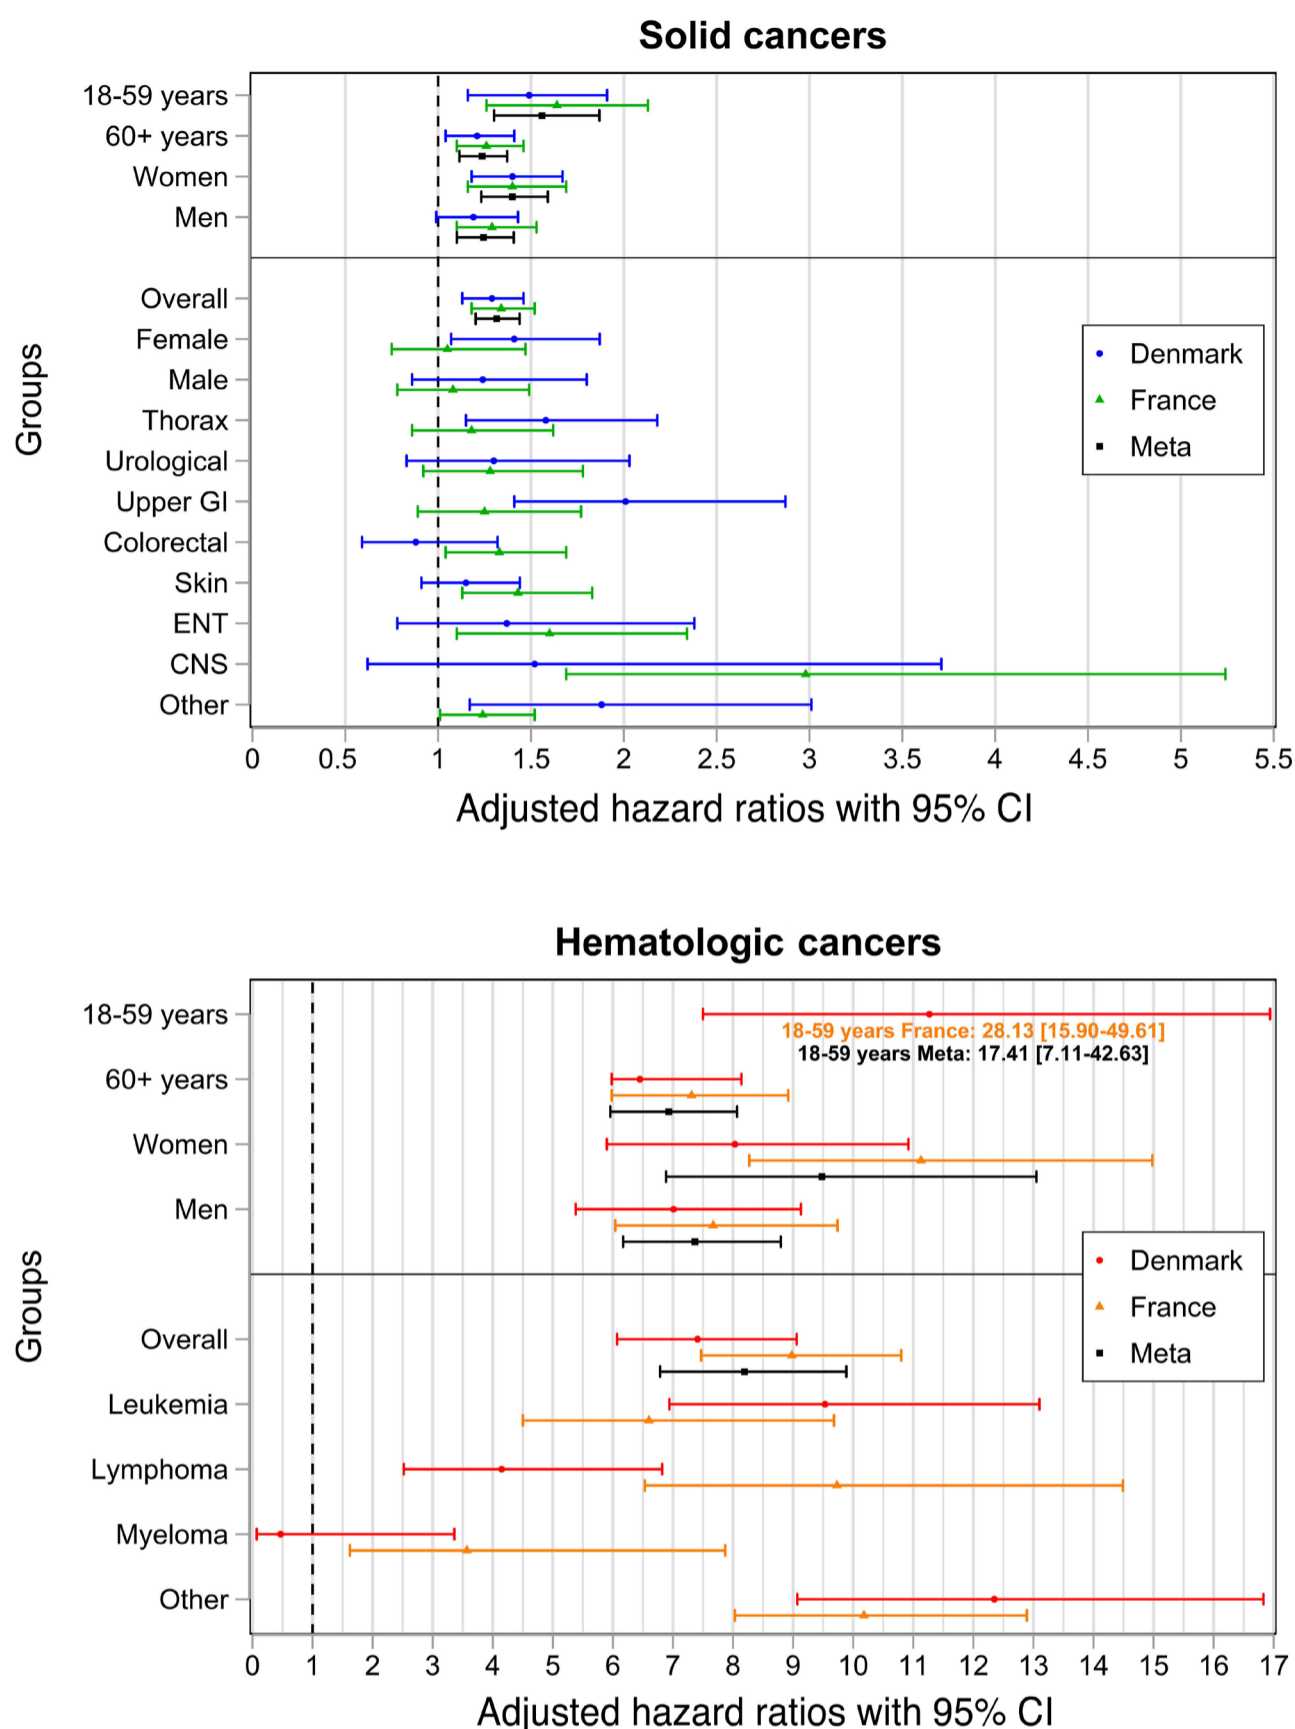 Solid cancers
18-59 years
60+ years
Women
Men
Overall
Female
Male
Thorax
Urological
Upper GI
Colorectal
Skin
ENT
CNS
Other
Groups
Denmark
France
Meta
0 0.5 1 1.5 2 2.5 3 3.5 4 4.5 5 5.5
Adjusted hazard ratios with 95% CI
Hematologic cancers
18-59 years
18-59 years France: 28.13 [15.90-49.61]
18-59 years Meta: 17.41 [7.11-42.63]
60+ years
Women
Men
Overall
Leukemia
Lymphoma
Myeloma
Other
Groups
Denmark
France
Meta
0 1 2 3 4 5 6 7 8 9 10 11 12 13 14 15 16 17
Adjusted hazard ratios with 95% CI